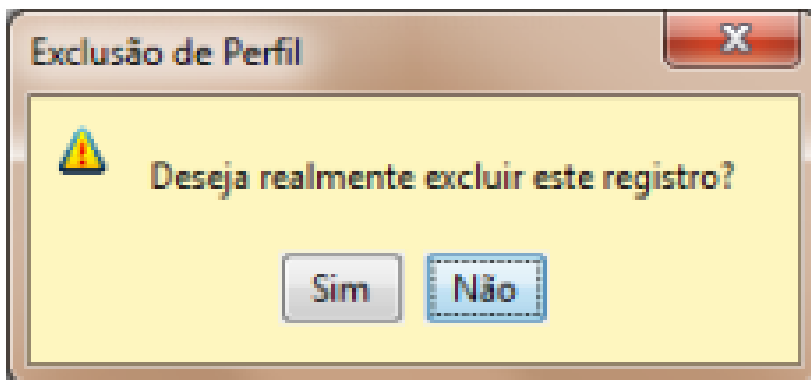 Exclusão de Perfil
Deseja realmente excluir este registro?
Sim Não